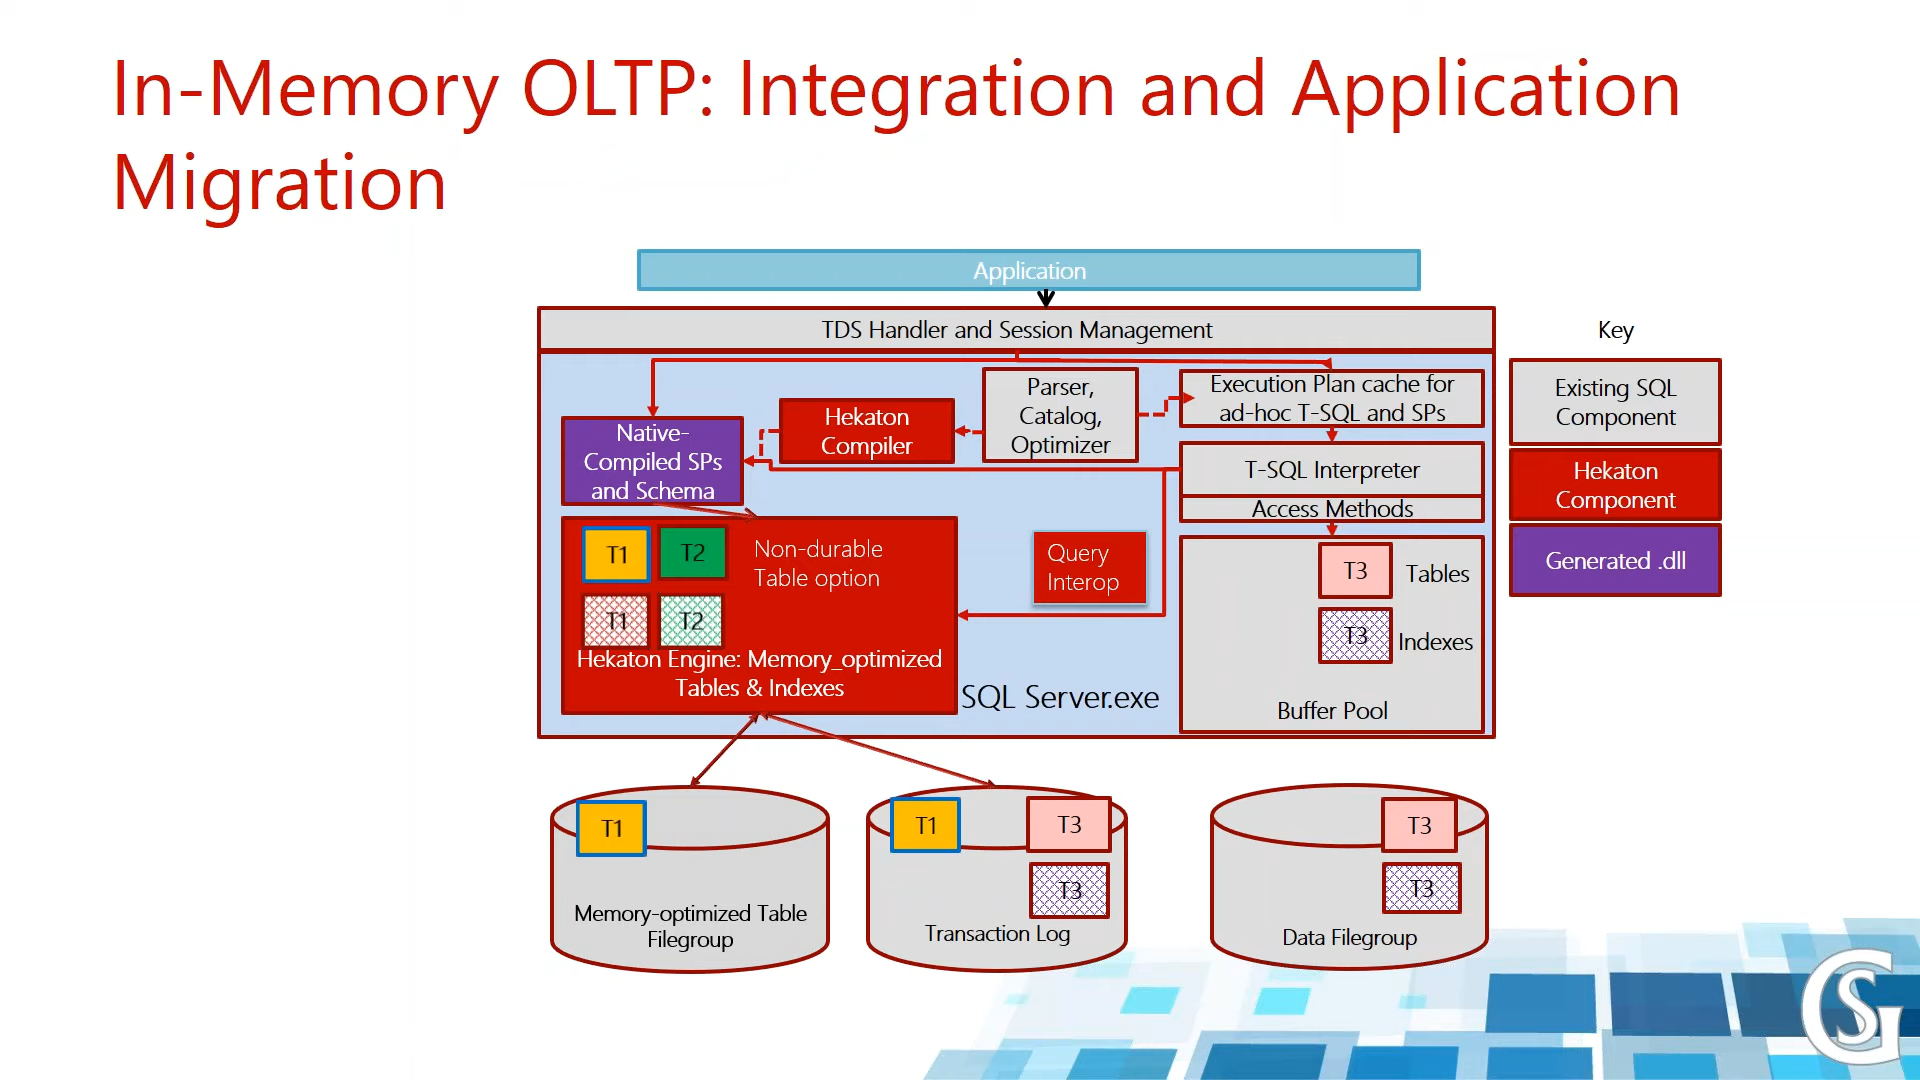 In-Memory OLTP: Integration and Application
Migration
Application
TDS Handler and Session Management
Key
Parser,
Catalog,
Optimizer
Execution Plan cache for
ad-hoc T-SQL and SPs
Existing SQL
Component
Hekaton
Compiler
Native-
Compiled SPs
and Schema
T-SQL Interpreter
Access Methods
Hekaton
Component
Generated .dll
T1
T2
Non-durable
Table option
T1
T2
Hekaton Engine: Memory_optimized
Tables & Indexes
Query
Interop
SQL Server.exe
T3
Tables
T3
Indexes
Buffer Pool
T1
Memory-optimized Table
Filegroup
T1
T3
T3
Transaction Log
T3
T3
Data Filegroup
GS